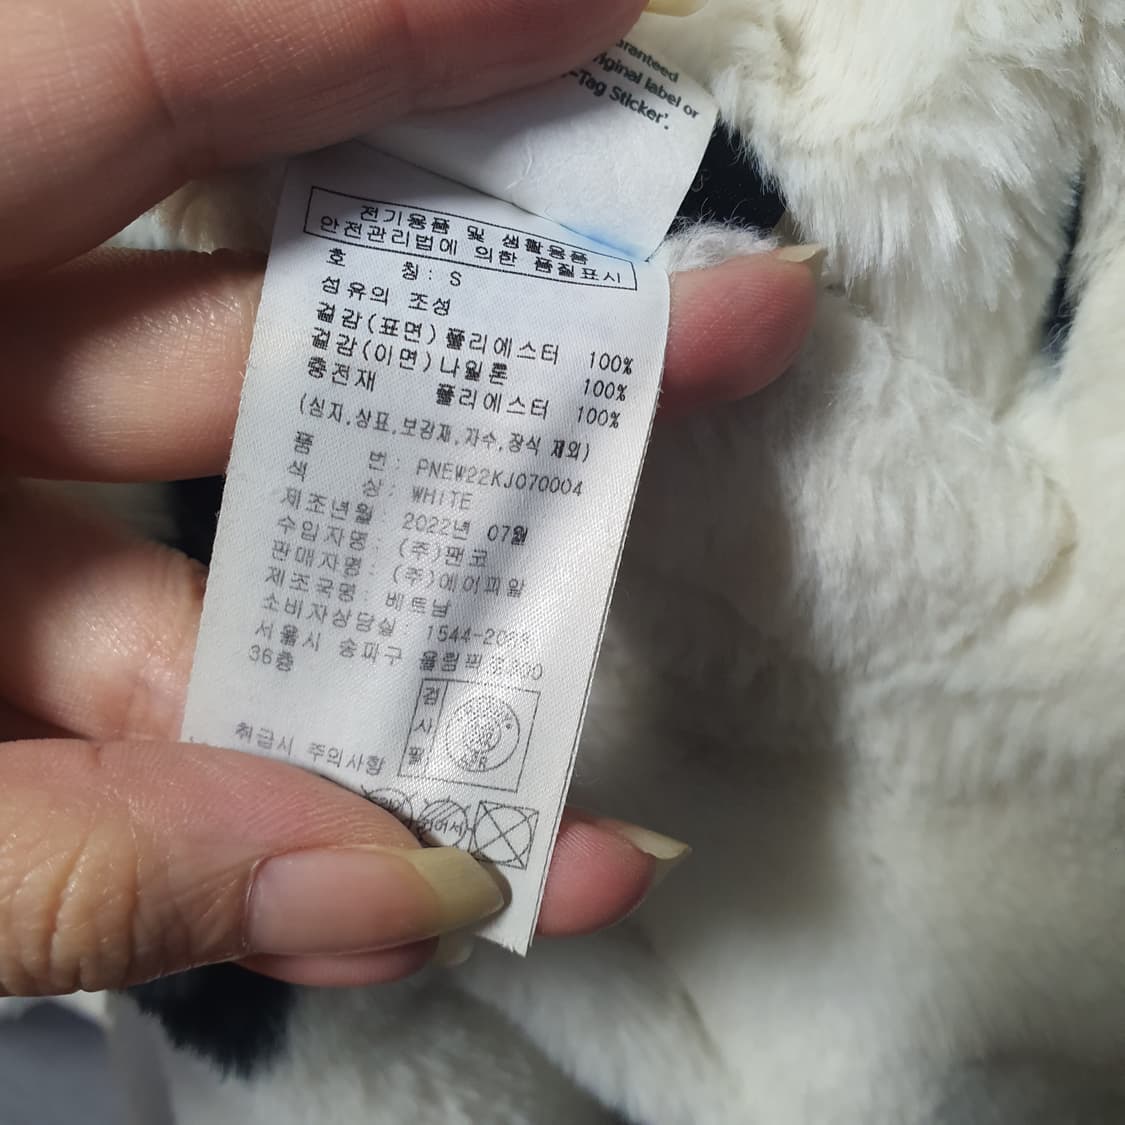 guaranteed
original label or
-Tag Sticker'.
전기용품 및 생활용품
안전관리법에 의한 품질표시
호 칭: S
섬유의 조성
겉감(표면) 폴리에스터 100%
겉감(이면) 나일론 100%
충전재 폴리에스터 100%
(심지,상표,보강재,자수,장식 제외)
품 번: PNEW22KJ070004
색 상: WHITE
제조년월: 2022년 07월
수입자명: (주)팬코
판매자명: (주)에이피알
제조국명: 베트남
소비자상담실: 1544-
서울시 송파구 올림픽로300
36층
검
사
필
취급시 주의사항